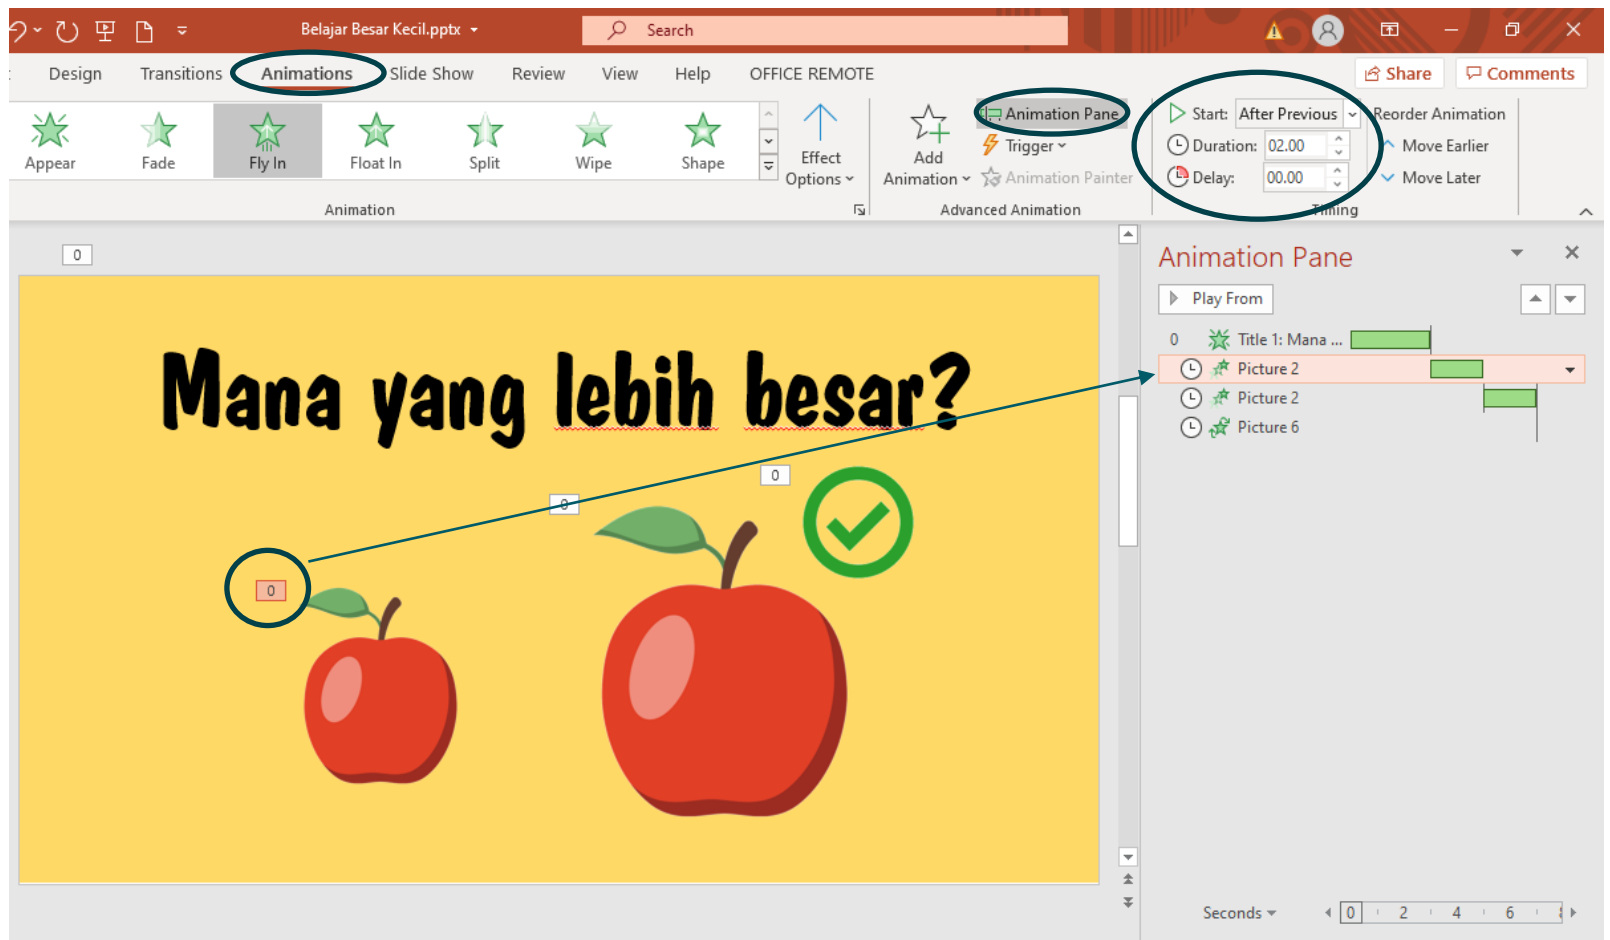 Belajar Besar Kecil.pptx
Search
Design Transitions Animations Slide Show Review View Help OFFICE REMOTE
Share Comments
Appear Fade Fly In Float In Split Wipe Shape
Effect Options
Add Animation
Animation Pane
Trigger
Animation Painter
Start: After Previous
Duration: 02.00
Delay: 00.00
Reorder Animation
Move Earlier
Move Later
Animation
Advanced Animation
Timing
0
Mana yang lebih besar?
0
0
0
Animation Pane
Play From
0 Title 1: Mana ...
Picture 2
Picture 2
Picture 6
Seconds 0 2 4 6